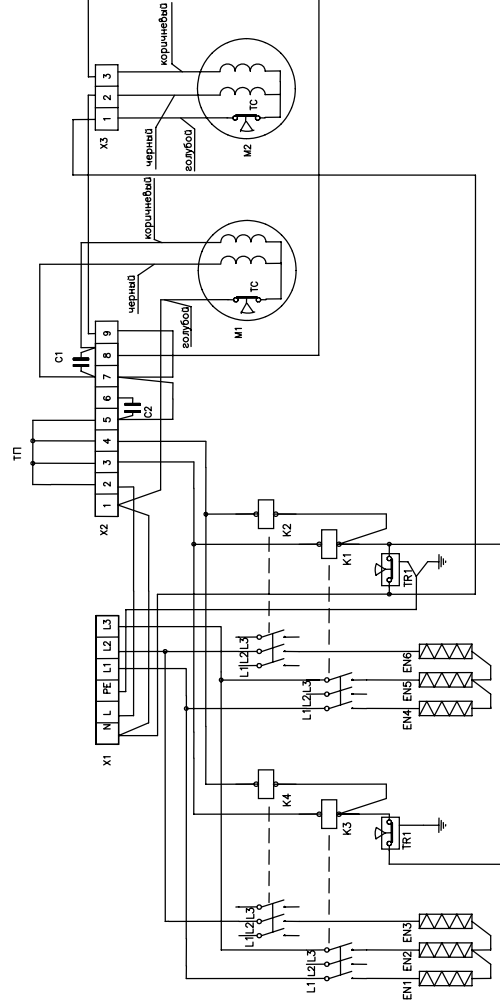 коричневый
3
2
1
X3
черный
голубой
TC
M2
коричневый
черный
голубой
TC
M1
C1
9
8
7
6
5
4
3
2
1
X2
C2
ТП
K2
K1
TR1
L3
L2
L1
PE
L
N
X1
L1 L2 L3
L1 L2 L3
EN6
EN5
EN4
K4
K3
TR1
L1 L2 L3
L1 L2 L3
EN3
EN2
EN1